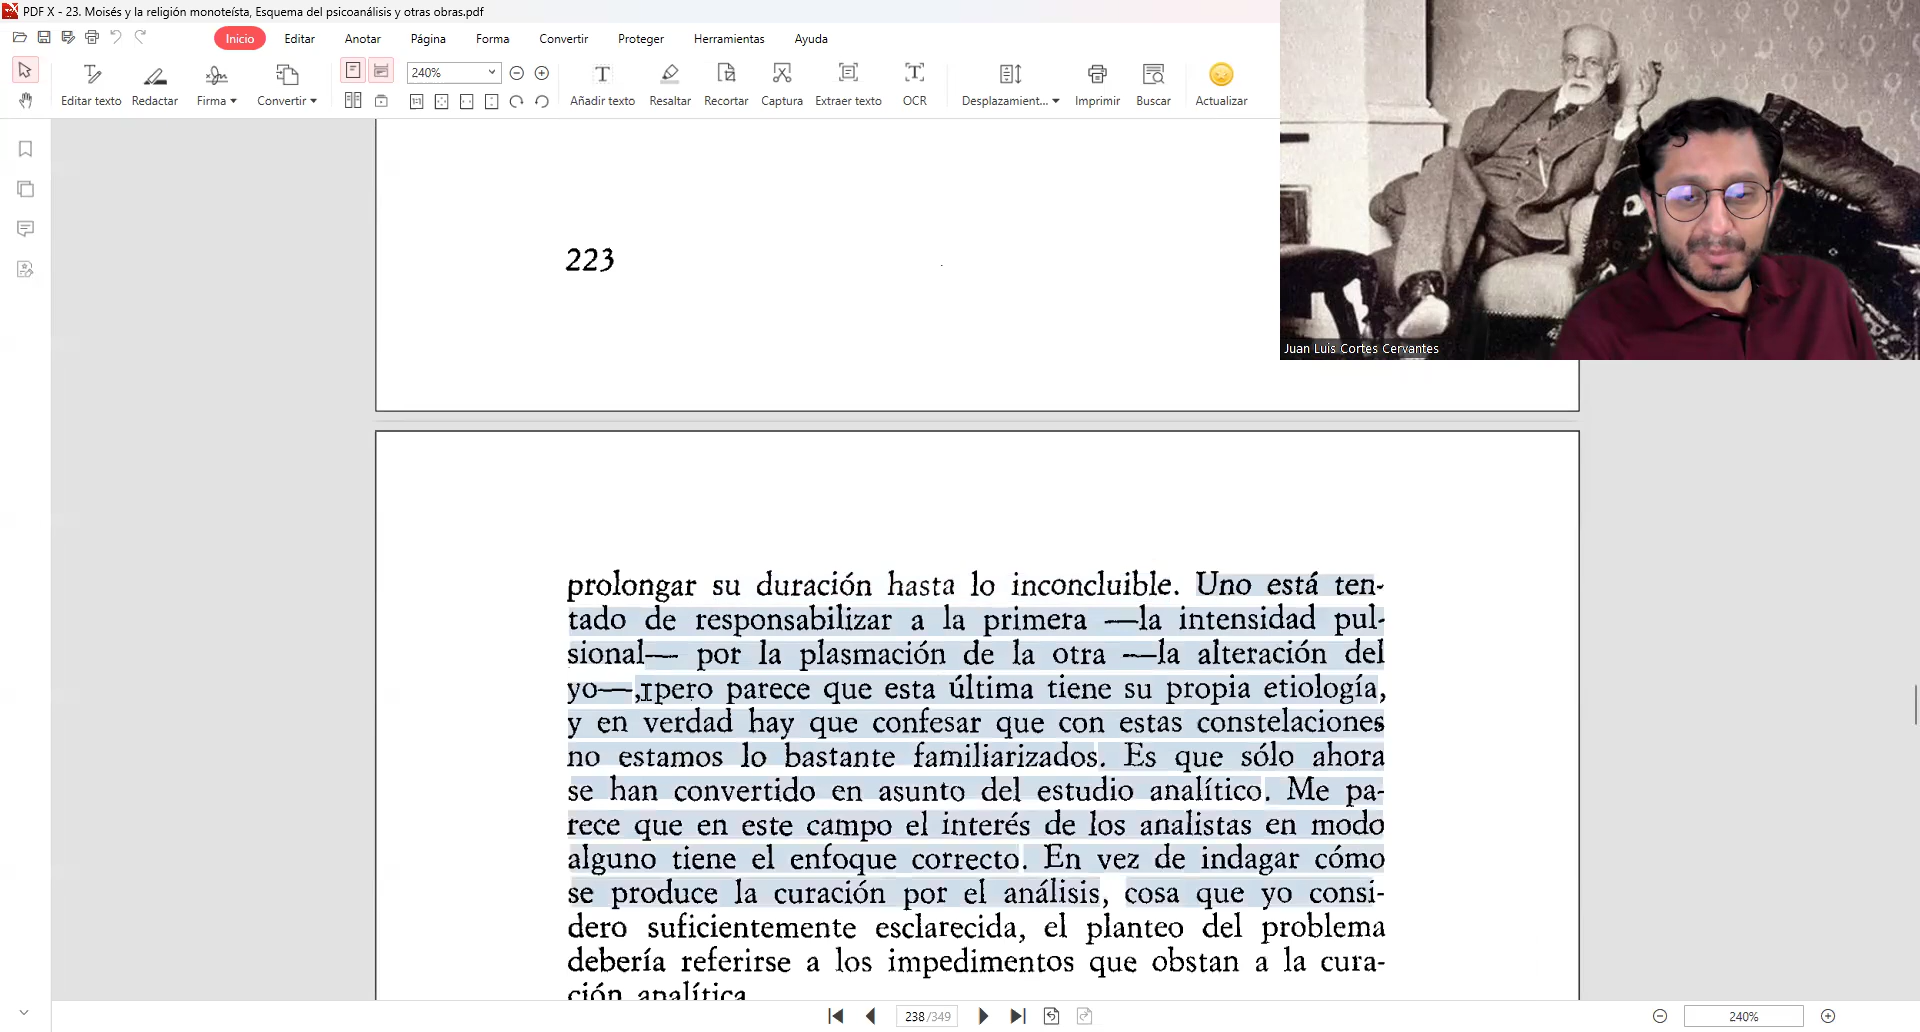 PDF X - 23. Moisés y la religión monoteísta, Esquema del psicoanálisis y otras obras.pdf
Inicio
Editar
Anotar
Página
Forma
Convertir
Proteger
Herramientas
Ayuda
240%
Editar texto
Redactar
Firma
Convertir
Añadir texto
Resaltar
Recortar
Captura
Extraer texto
OCR
Desplazamient...
Imprimir
Buscar
Actualizar
Juan Luis Cortes Cervantes
223
prolongar su duración hasta lo inconcluible. Uno está ten-
tado de responsabilizar a la primera —la intensidad pul-
sional— por la plasmación de la otra —la alteración del
yo—, pero parece que esta última tiene su propia etiología,
y en verdad hay que confesar que con estas constelaciones
no estamos lo bastante familiarizados. Es que sólo ahora
se han convertido en asunto del estudio analítico. Me pa-
rece que en este campo el interés de los analistas en modo
alguno tiene el enfoque correcto. En vez de indagar cómo
se produce la curación por el análisis, cosa que yo consi-
dero suficientemente esclarecida, el planteo del problema
debería referirse a los impedimentos que obstan a la cura-
ción analítica
238/349
240%